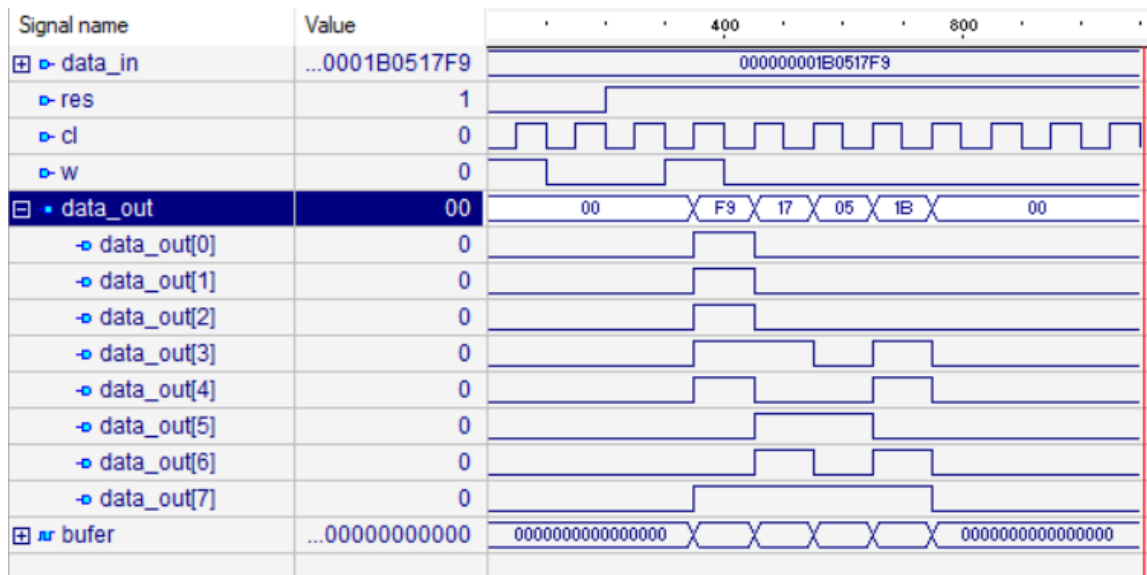 Signal name Value 400 800
data_in ...0001B0517F9 000000001B0517F9
res 1
cl 0
w 0
data_out 00 00 F9 17 05 1B 00
data_out[0] 0
data_out[1] 0
data_out[2] 0
data_out[3] 0
data_out[4] 0
data_out[5] 0
data_out[6] 0
data_out[7] 0
bufer ...00000000000 0000000000000000 0000000000000000